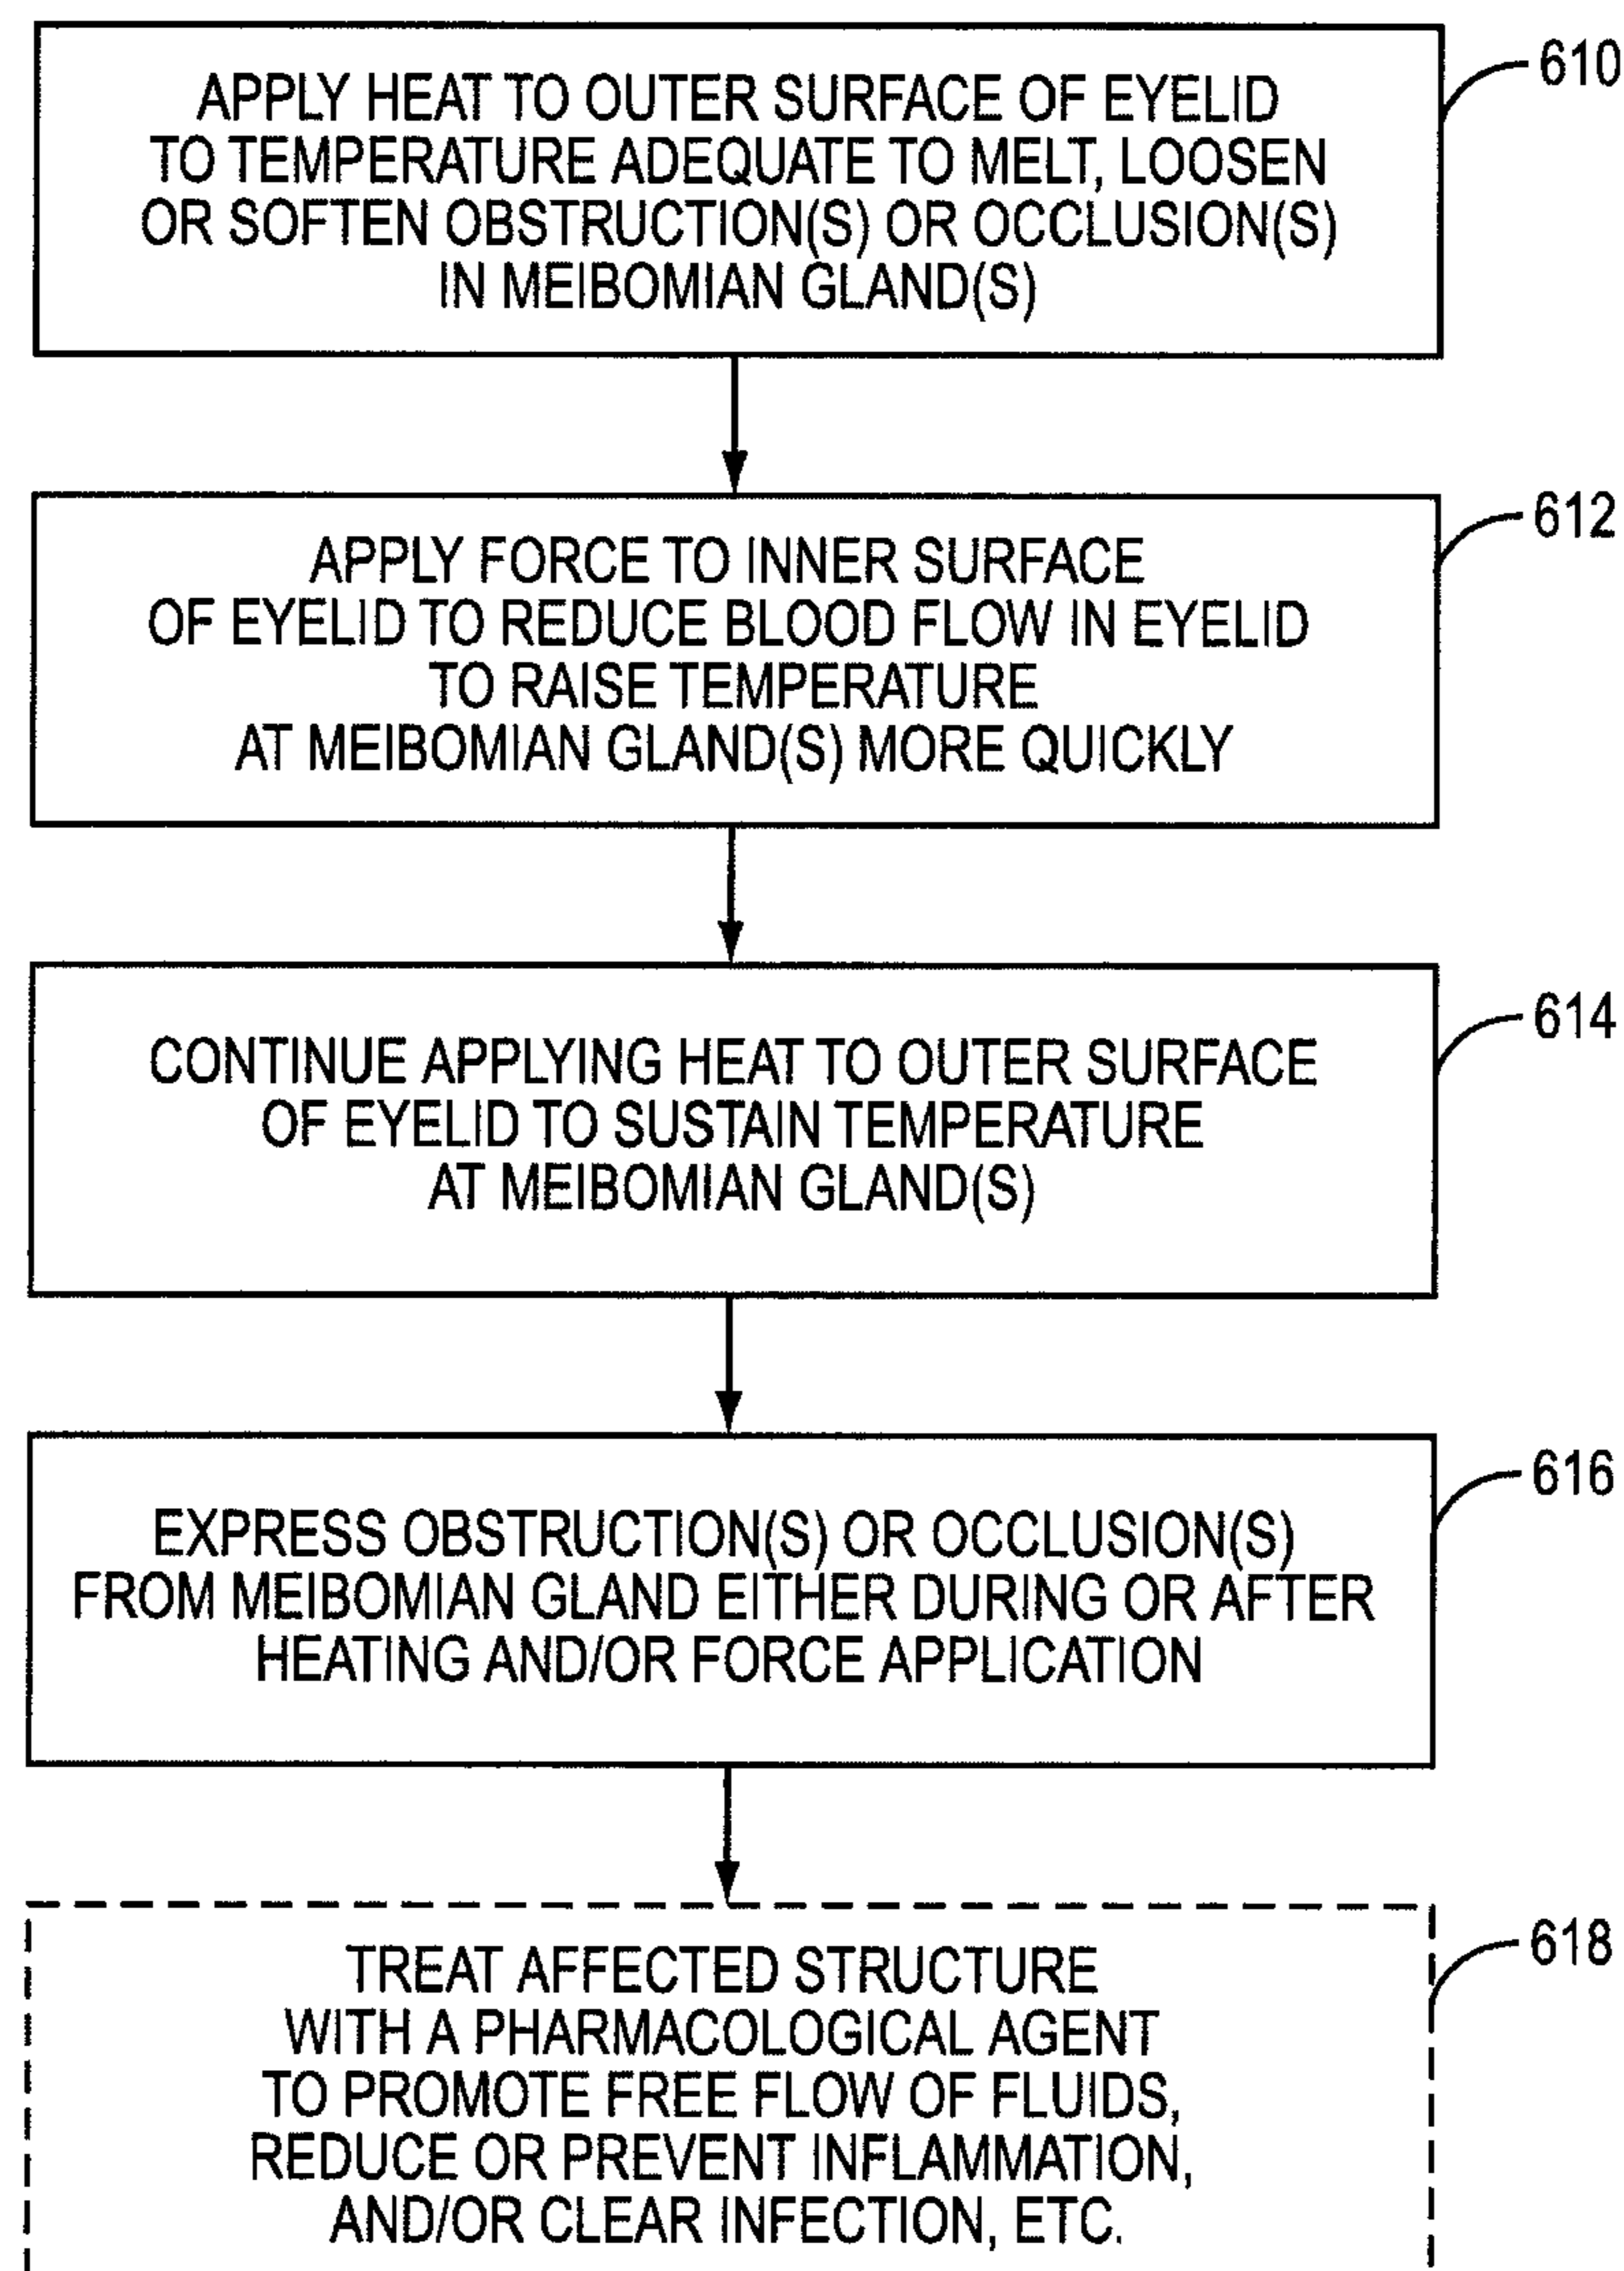 APPLY HEAT TO OUTER SURFACE OF EYELID
TO TEMPERATURE ADEQUATE TO MELT, LOOSEN
OR SOFTEN OBSTRUCTION(S) OR OCCLUSION(S)
IN MEIBOMIAN GLAND(S)
610
APPLY FORCE TO INNER SURFACE
OF EYELID TO REDUCE BLOOD FLOW IN EYELID
TO RAISE TEMPERATURE
AT MEIBOMIAN GLAND(S) MORE QUICKLY
612
CONTINUE APPLYING HEAT TO OUTER SURFACE
OF EYELID TO SUSTAIN TEMPERATURE
AT MEIBOMIAN GLAND(S)
614
EXPRESS OBSTRUCTION(S) OR OCCLUSION(S)
FROM MEIBOMIAN GLAND EITHER DURING OR AFTER
HEATING AND/OR FORCE APPLICATION
616
TREAT AFFECTED STRUCTURE
WITH A PHARMACOLOGICAL AGENT
TO PROMOTE FREE FLOW OF FLUIDS,
REDUCE OR PREVENT INFLAMMATION,
AND/OR CLEAR INFECTION, ETC.
618